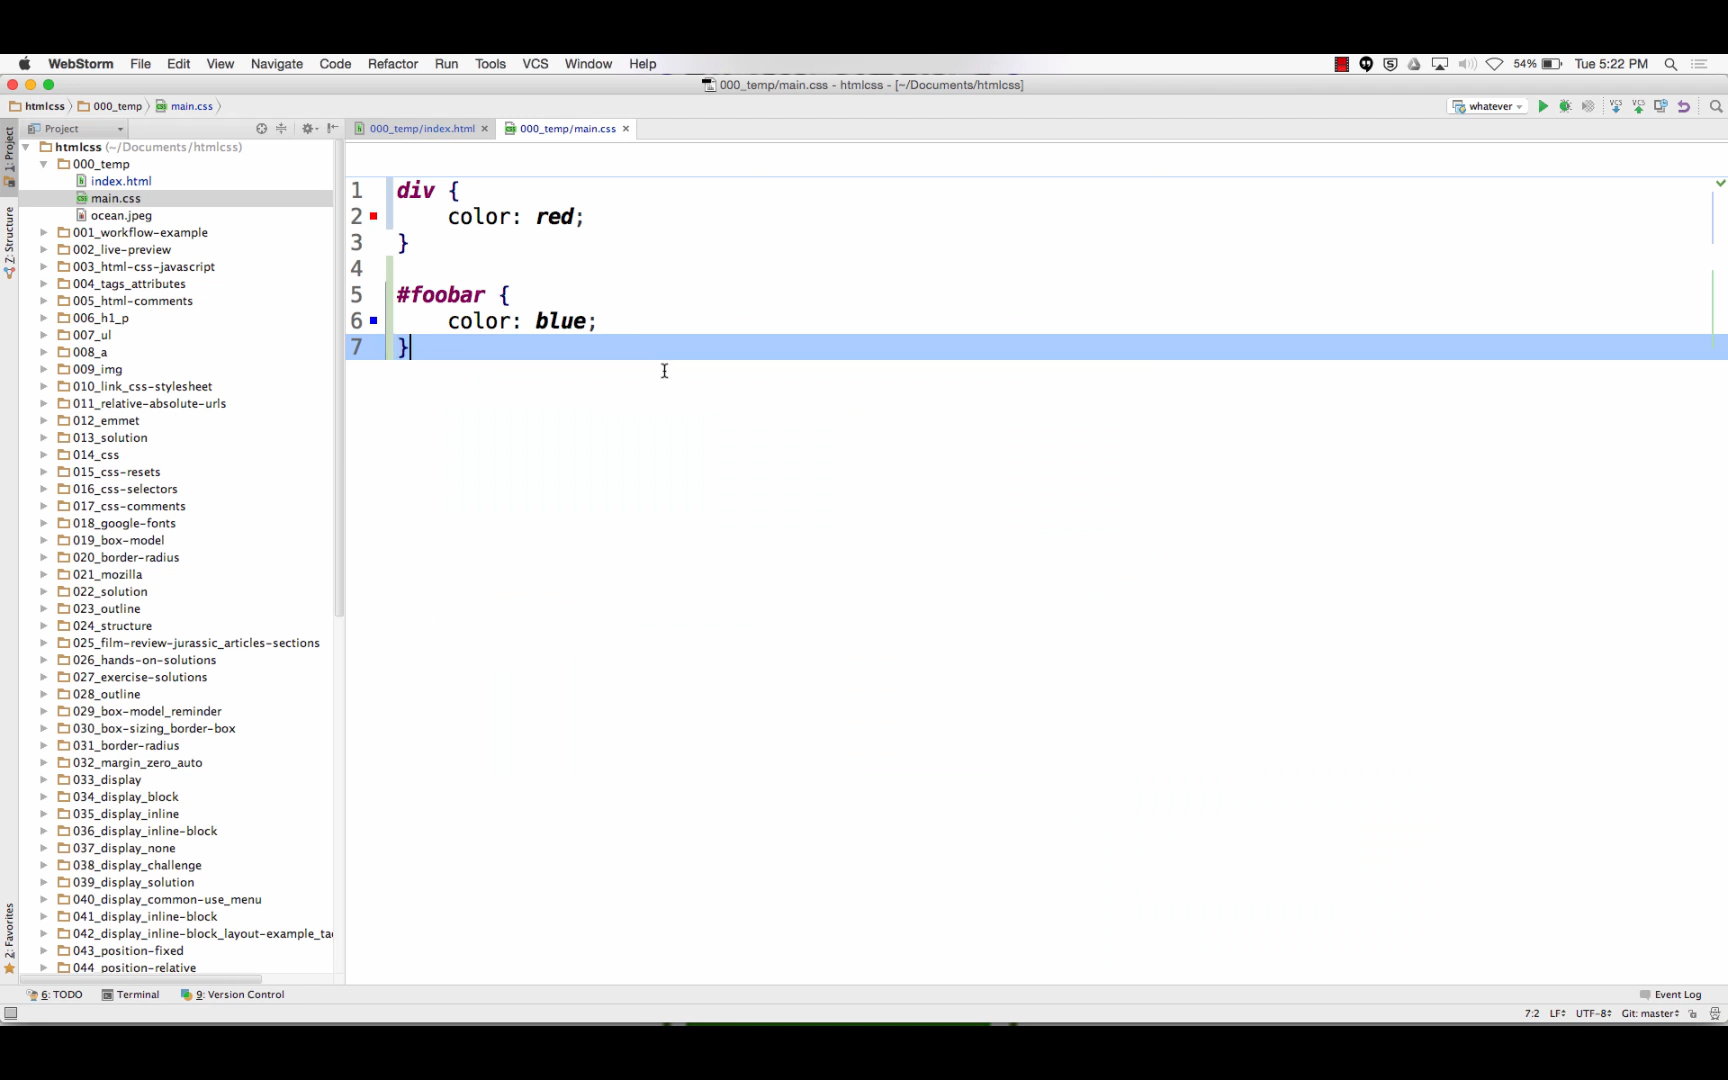 WebStorm File Edit View Navigate Code Refactor Run Tools VCS Window Help 54% Tue 5:22 PM
000_temp/main.css - htmlcss - [~/Documents/htmlcss]
htmlcss 000_temp main.css whatever
Project 000_temp/index.html 000_temp/main.css
1: Project
Z: Structure
2: Favorites
htmlcss (~/Documents/htmlcss)
000_temp
index.html
main.css
ocean.jpeg
001_workflow-example
002_live-preview
003_html-css-javascript
004_tags_attributes
005_html-comments
006_h1_p
007_ul
008_a
009_img
010_link_css-stylesheet
011_relative-absolute-urls
012_emmet
013_solution
014_css
015_css-resets
016_css-selectors
017_css-comments
018_google-fonts
019_box-model
020_border-radius
021_mozilla
022_solution
023_outline
024_structure
025_film-review-jurassic_articles-sections
026_hands-on-solutions
027_exercise-solutions
028_outline
029_box-model_reminder
030_box-sizing_border-box
031_border-radius
032_margin_zero_auto
033_display
034_display_block
035_display_inline
036_display_inline-block
037_display_none
038_display_challenge
039_display_solution
040_display_common-use_menu
041_display_inline-block
042_display_inline-block_layout-example_tac
043_position-fixed
044_position-relative
1 div {
2 color: red;
3 }
4
5 #foobar {
6 color: blue;
7 }
6: TODO Terminal 9: Version Control Event Log
7:2 LF UTF-8 Git: master